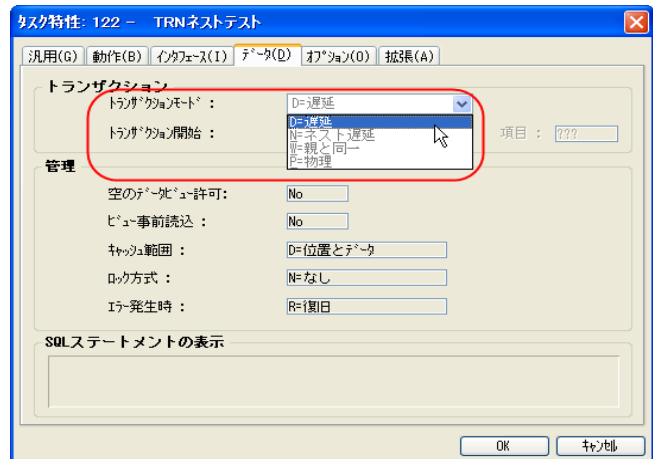 タスク特性: 122 - TRNネストテスト
汎用(G) 動作(B) インタフェース(I) データ(D) オプション(O) 拡張(A)
トランザクション
トランザクションモード : D=遅延
D=遅延
トランザクション開始 : N=ネスト遅延 項目 : ???
W=親と同一
P=物理
管理
空のデータビュー許可: No
ビュー事前読込 : No
キャッシュ範囲 : D=位置とデータ
ロック方式 : N=なし
エラー発生時 : R=復旧
SQLステートメントの表示
OK キャンセル